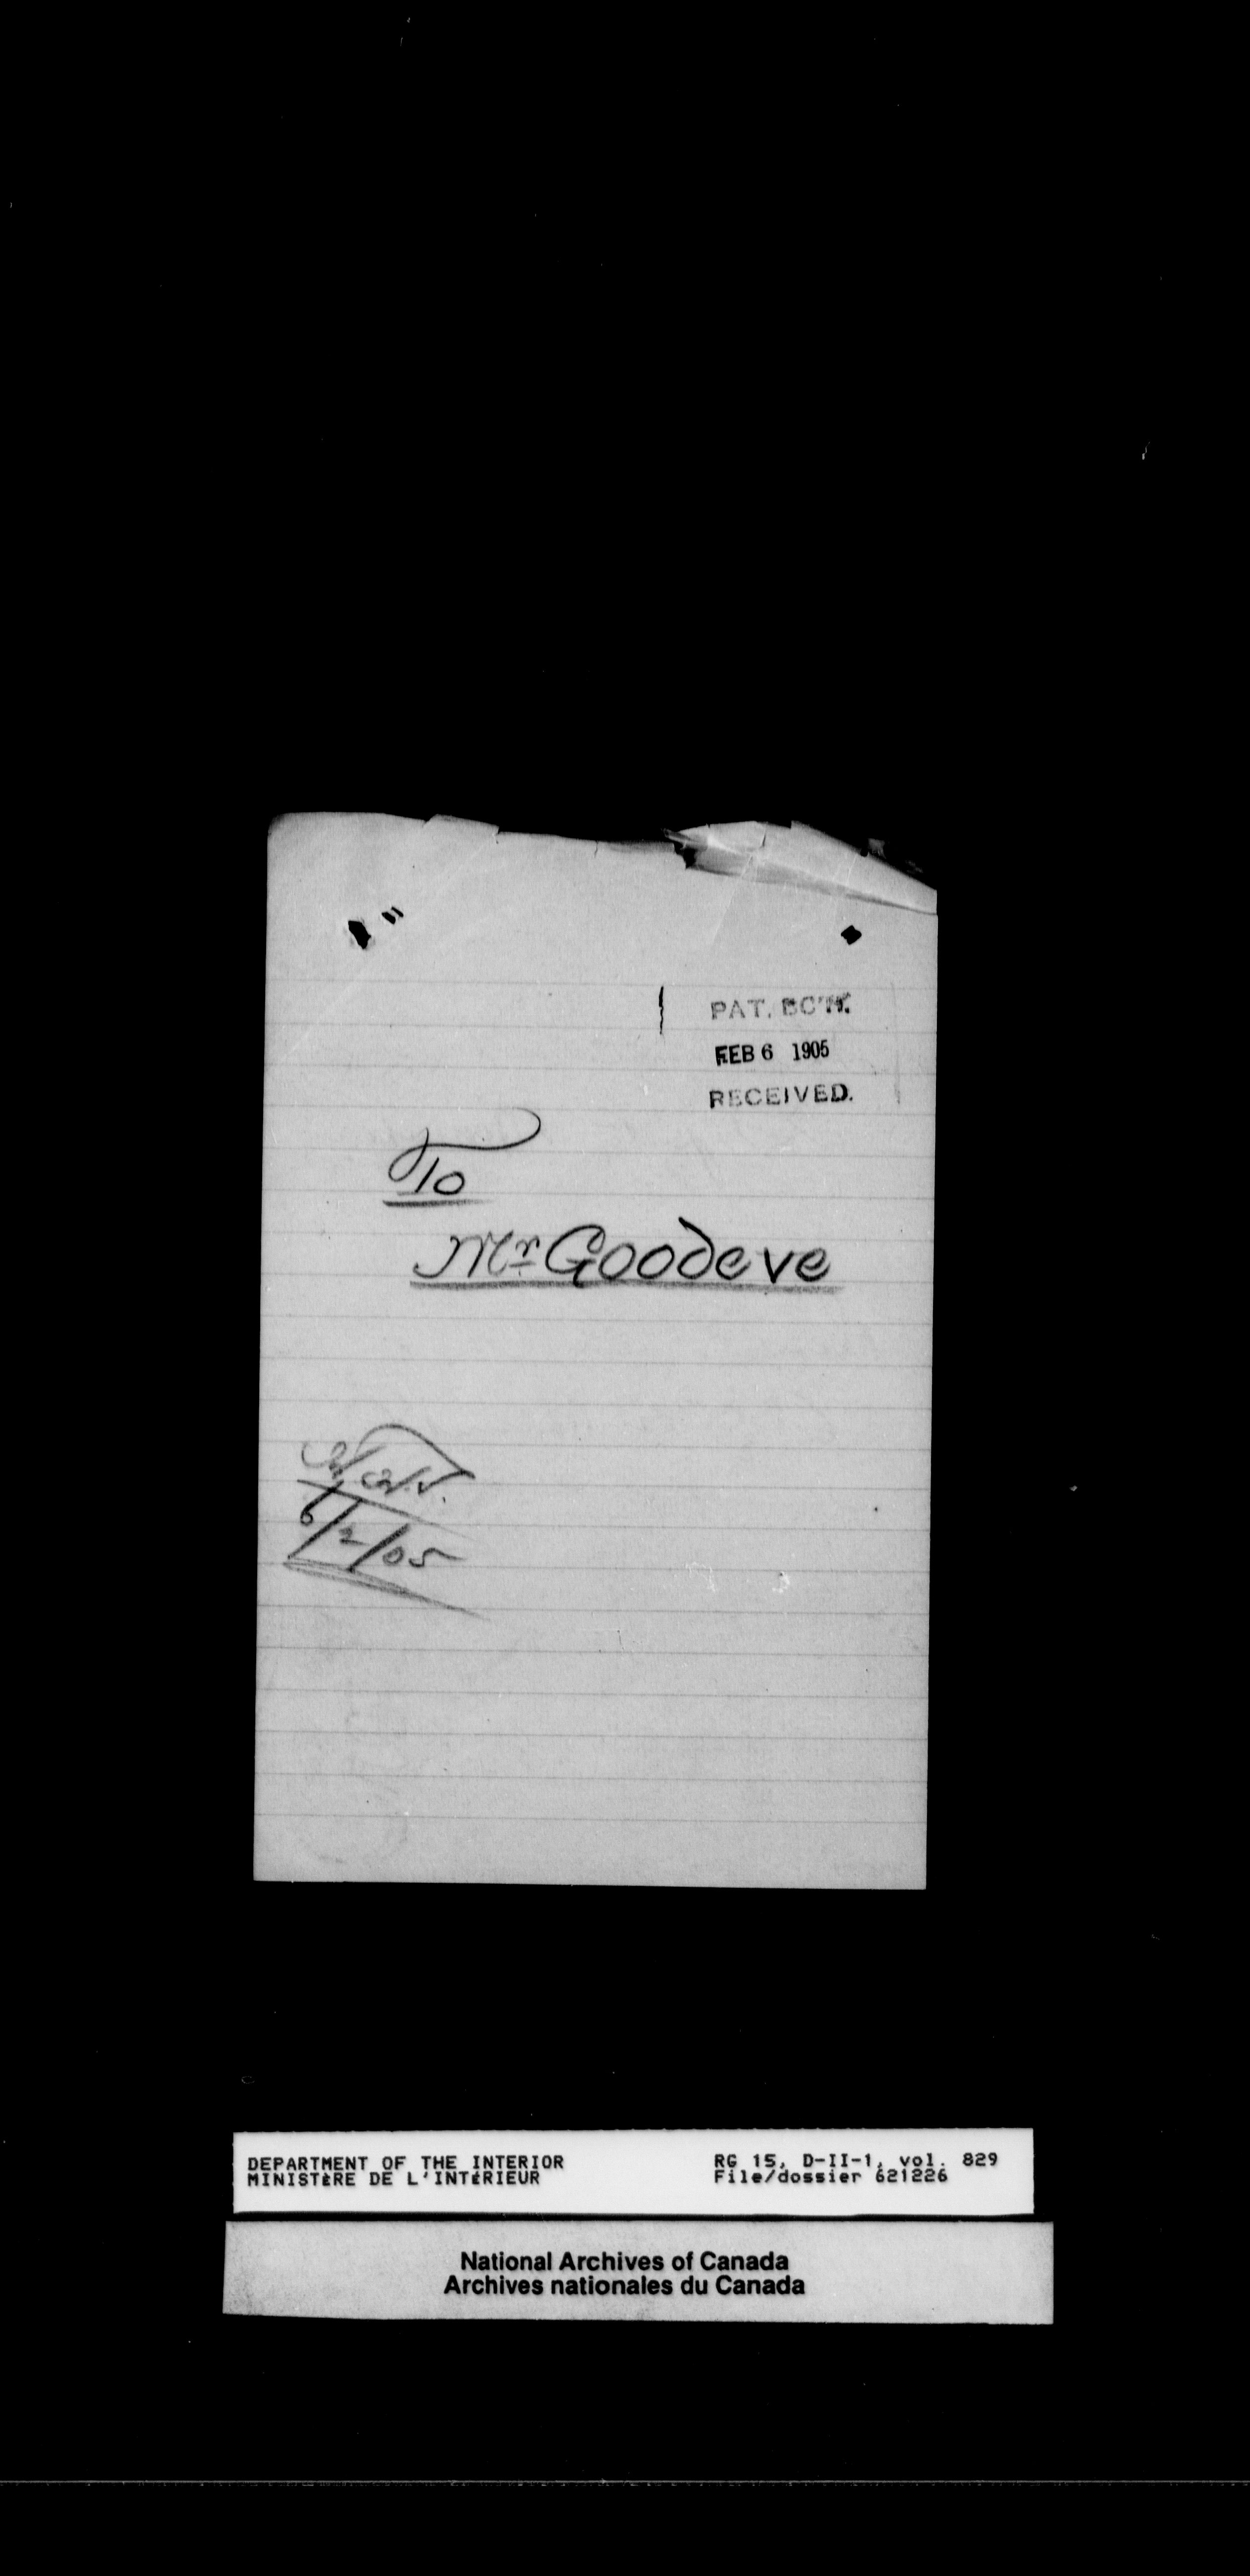 PAT. BCH.
FEB 6 1905
RECEIVED.
To
Mr Goodeve
6/2/05
DEPARTMENT OF THE INTERIOR
MINISTÈRE DE L'INTÉRIEUR
RG 15, D-II-1, vol. 829
File/dossier 621226
National Archives of Canada
Archives nationales du Canada